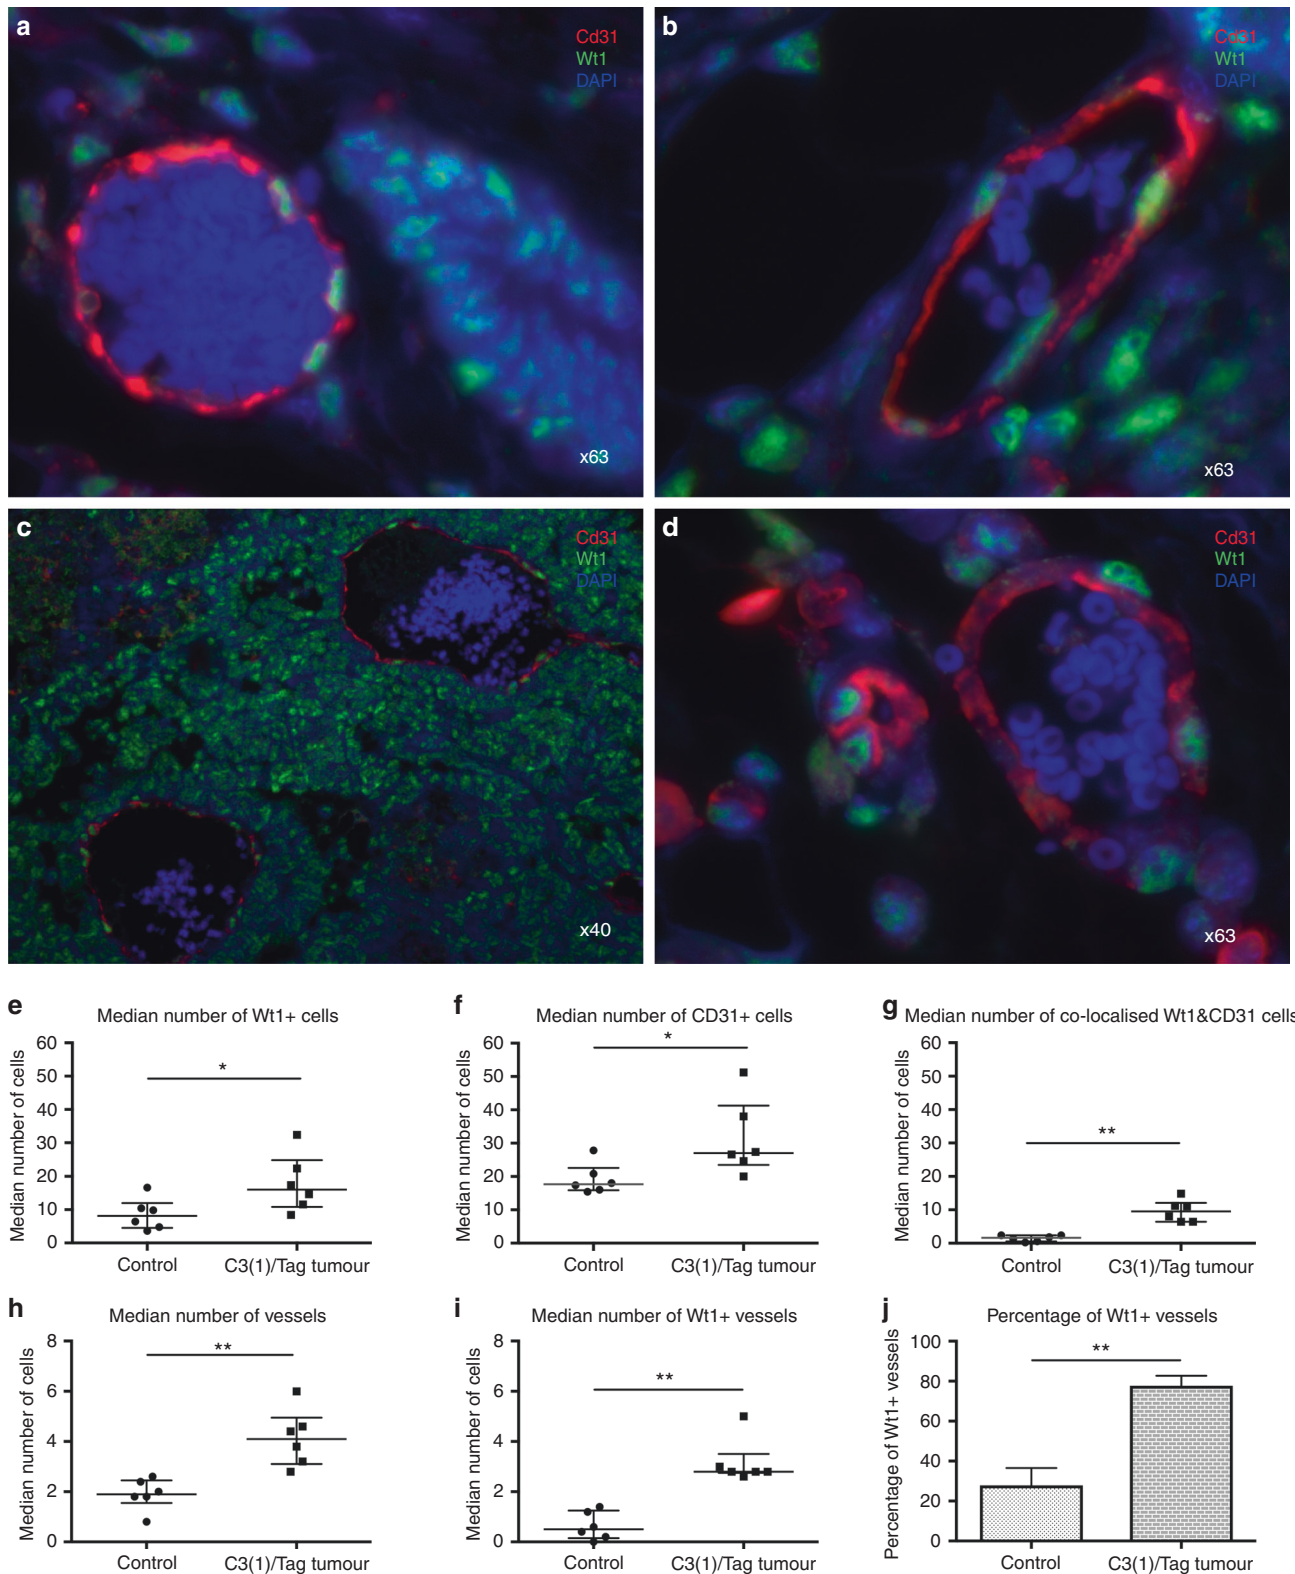 a
Cd31
Wt1
DAPI
x63
b
Cd31
Wt1
DAPI
x63
c
Cd31
Wt1
DAPI
x40
d
Cd31
Wt1
DAPI
x63
e
Median number of Wt1+ cells
Median number of cells
60
50
40
30
20
10
0
*
Control
C3(1)/Tag tumour
f
Median number of CD31+ cells
Median number of cells
60
50
40
30
20
10
0
*
Control
C3(1)/Tag tumour
g
Median number of co-localised Wt1&CD31 cells
Median number of cells
60
50
40
30
20
10
0
**
Control
C3(1)/Tag tumour
h
Median number of vessels
Median number of cells
8
6
4
2
0
**
Control
C3(1)/Tag tumour
i
Median number of Wt1+ vessels
Median number of cells
8
6
4
2
0
**
Control
C3(1)/Tag tumour
j
Percentage of Wt1+ vessels
Percentage of Wt1+ vessels
100
80
60
40
20
0
**
Control
C3(1)/Tag tumour